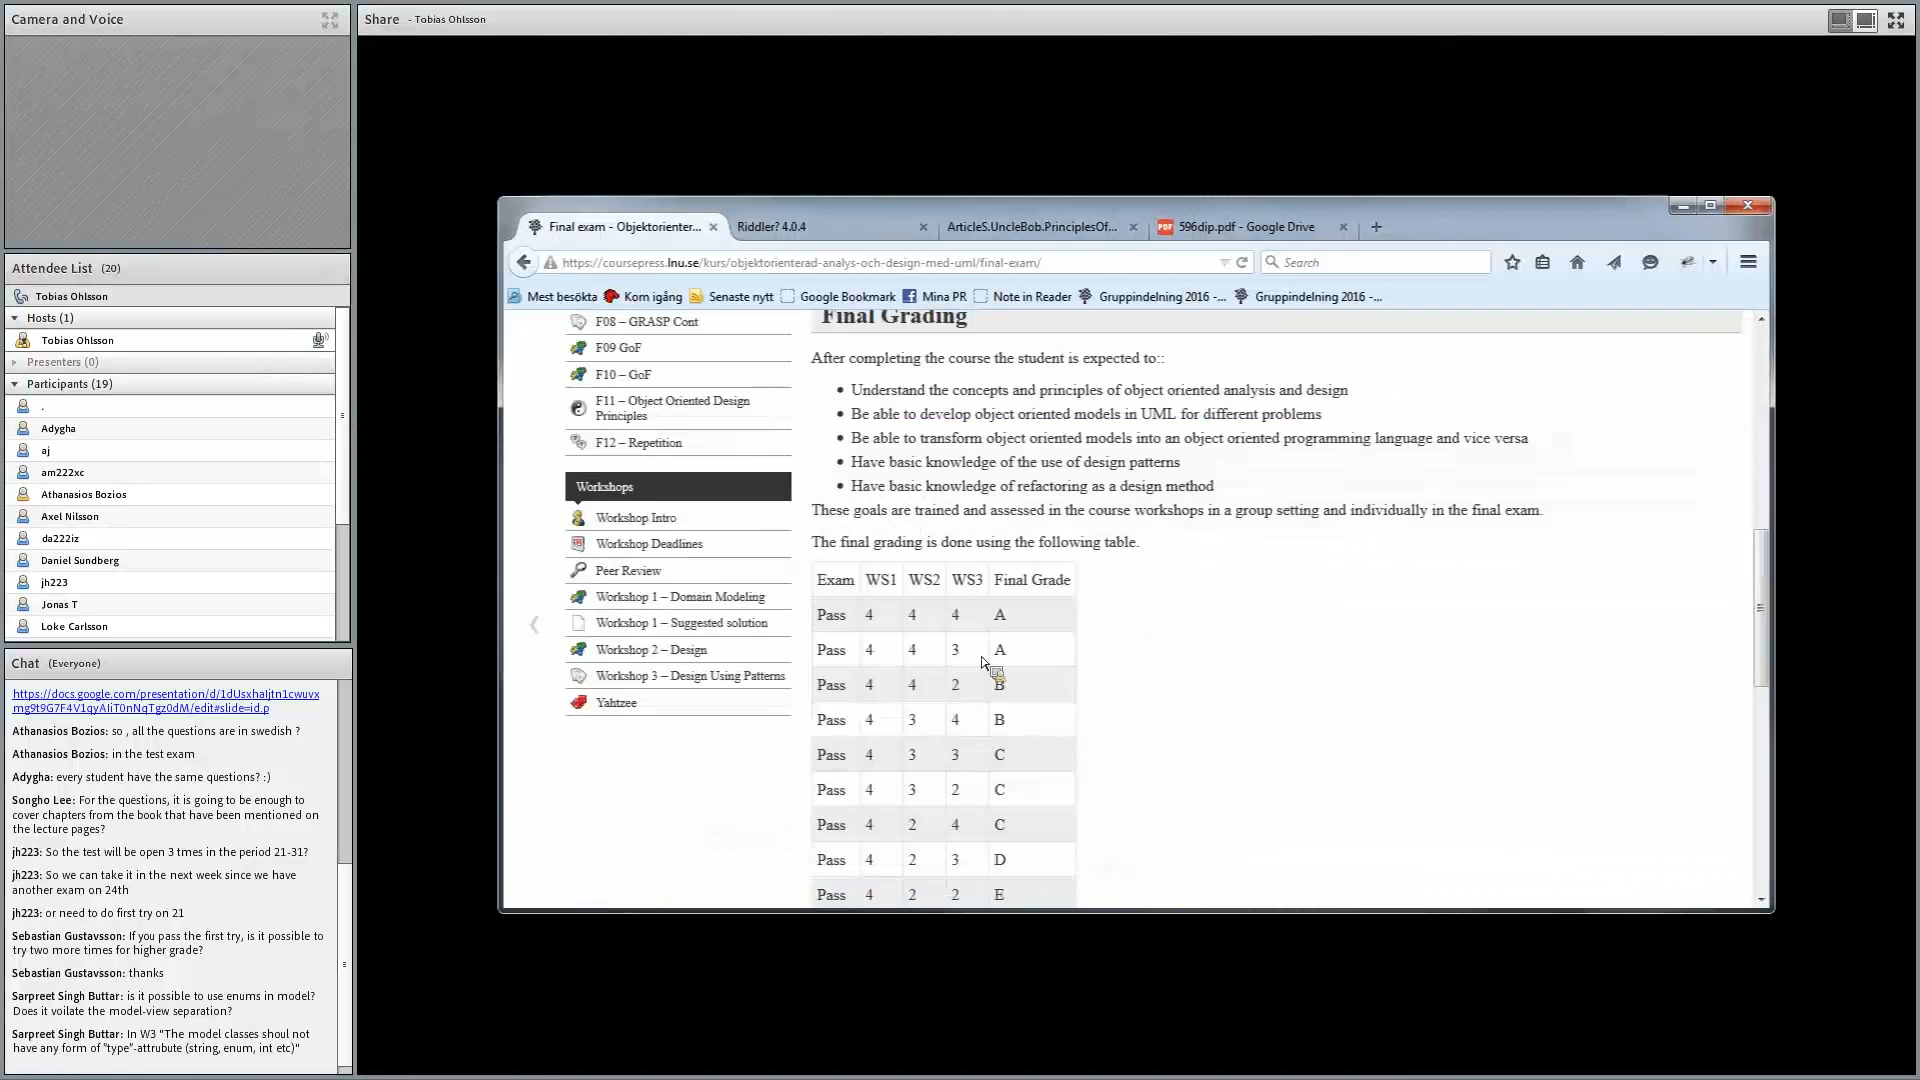 Camera and Voice
Attendee List (20)
Tobias Ohlsson
Hosts (1)
Tobias Ohlsson
Presenters (0)
Participants (19)
.
Adygha
aj
am222xc
Athanasios Bozios
Axel Nilsson
da222iz
Daniel Sundberg
jh223
Jonas T
Loke Carlsson
Chat (Everyone)
https://docs.google.com/presentation/d/1dUsxhaljtn1cwuvx
mg9t9G7F4V1qyAIiT0nNqTgz0dM/edit#slide=id.p
Athanasios Bozios: so , all the questions are in swedish ?
Athanasios Bozios: in the test exam
Adygha: every student have the same questions? :)
Songho Lee: For the questions, it is going to be enough to
cover chapters from the book that have been mentioned on
the lecture pages?
jh223: So the test will be open 3 tmes in the period 21-31?
jh223: So we can take it in the next week since we have
another exam on 24th
jh223: or need to do first try on 21
Sebastian Gustavsson: If you pass the first try, is it possible to
try two more times for higher grade?
Sebastian Gustavsson: thanks
Sarpreet Singh Buttar: is it possible to use enums in model?
Does it voilate the model-view separation?
Sarpreet Singh Buttar: In W3 "The model classes shoul not
have any form of "type"-attrubute (string, enum, int etc)"
Share - Tobias Ohlsson
Final exam - Objektorienter...
Riddler? 4.0.4
ArticleS.UncleBob.PrinciplesOf...
PDF 596dip.pdf - Google Drive
https://coursepress.lnu.se/kurs/objektorienterad-analys-och-design-med-uml/final-exam/
Search
Mest besökta Kom igång Senaste nytt Google Bookmark Mina PR Note in Reader Gruppindelning 2016 -... Gruppindelning 2016 -...
F08 – GRASP Cont
F09 GoF
F10 – GoF
F11 – Object Oriented Design
Principles
F12 – Repetition
Workshops
Workshop Intro
Workshop Deadlines
Peer Review
Workshop 1 – Domain Modeling
Workshop 1 – Suggested solution
Workshop 2 – Design
Workshop 3 – Design Using Patterns
Yahtzee
Final Grading
After completing the course the student is expected to::
• Understand the concepts and principles of object oriented analysis and design
• Be able to develop object oriented models in UML for different problems
• Be able to transform object oriented models into an object oriented programming language and vice versa
• Have basic knowledge of the use of design patterns
• Have basic knowledge of refactoring as a design method
These goals are trained and assessed in the course workshops in a group setting and individually in the final exam.
The final grading is done using the following table.
Exam WS1 WS2 WS3 Final Grade
Pass 4 4 4 A
Pass 4 4 3 A
Pass 4 4 2 B
Pass 4 3 4 B
Pass 4 3 3 C
Pass 4 3 2 C
Pass 4 2 4 C
Pass 4 2 3 D
Pass 4 2 2 E